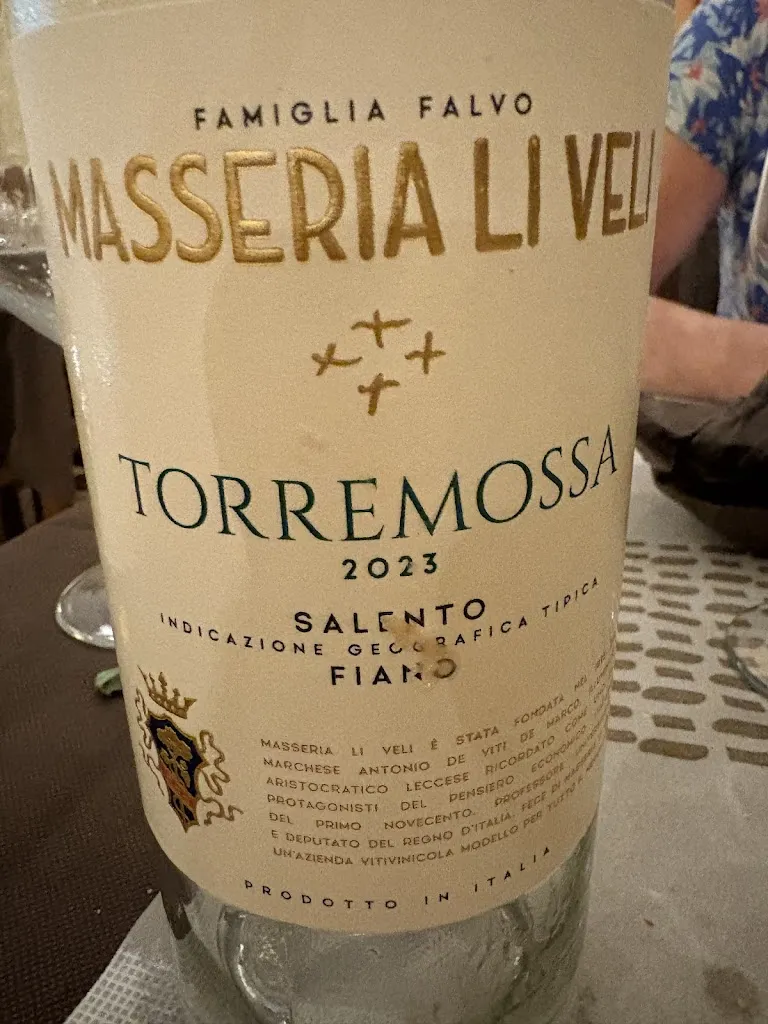 FAMIGLIA FALVO
MASSERIA LI VELI
TORREMOSSA
2023
SALENTO
INDICAZIONE GEOGRAFICA TIPICA
FIANO
MASSERIA LI VELI È STATA FONDATA NEL
MARCHESE ANTONIO DE VITI DE MARCO,
ARISTOCRATICO LECCESE RICORDATO COME
PROTAGONISTI DEL PENSIERO ECONOMICO
DEL PRIMO NOVECENTO. PROFESSORE
E DEPUTATO DEL REGNO D'ITALIA, FECE DI MASSERIA
UN'AZIENDA VITIVINICOLA MODELLO PER TUTTO IL
PRODOTTO IN ITALIA